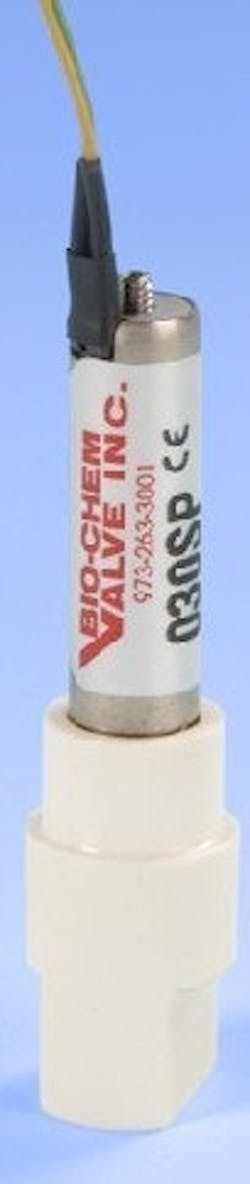 BIO-CHEM
VALVE INC.
973-263-3001
030SP CE